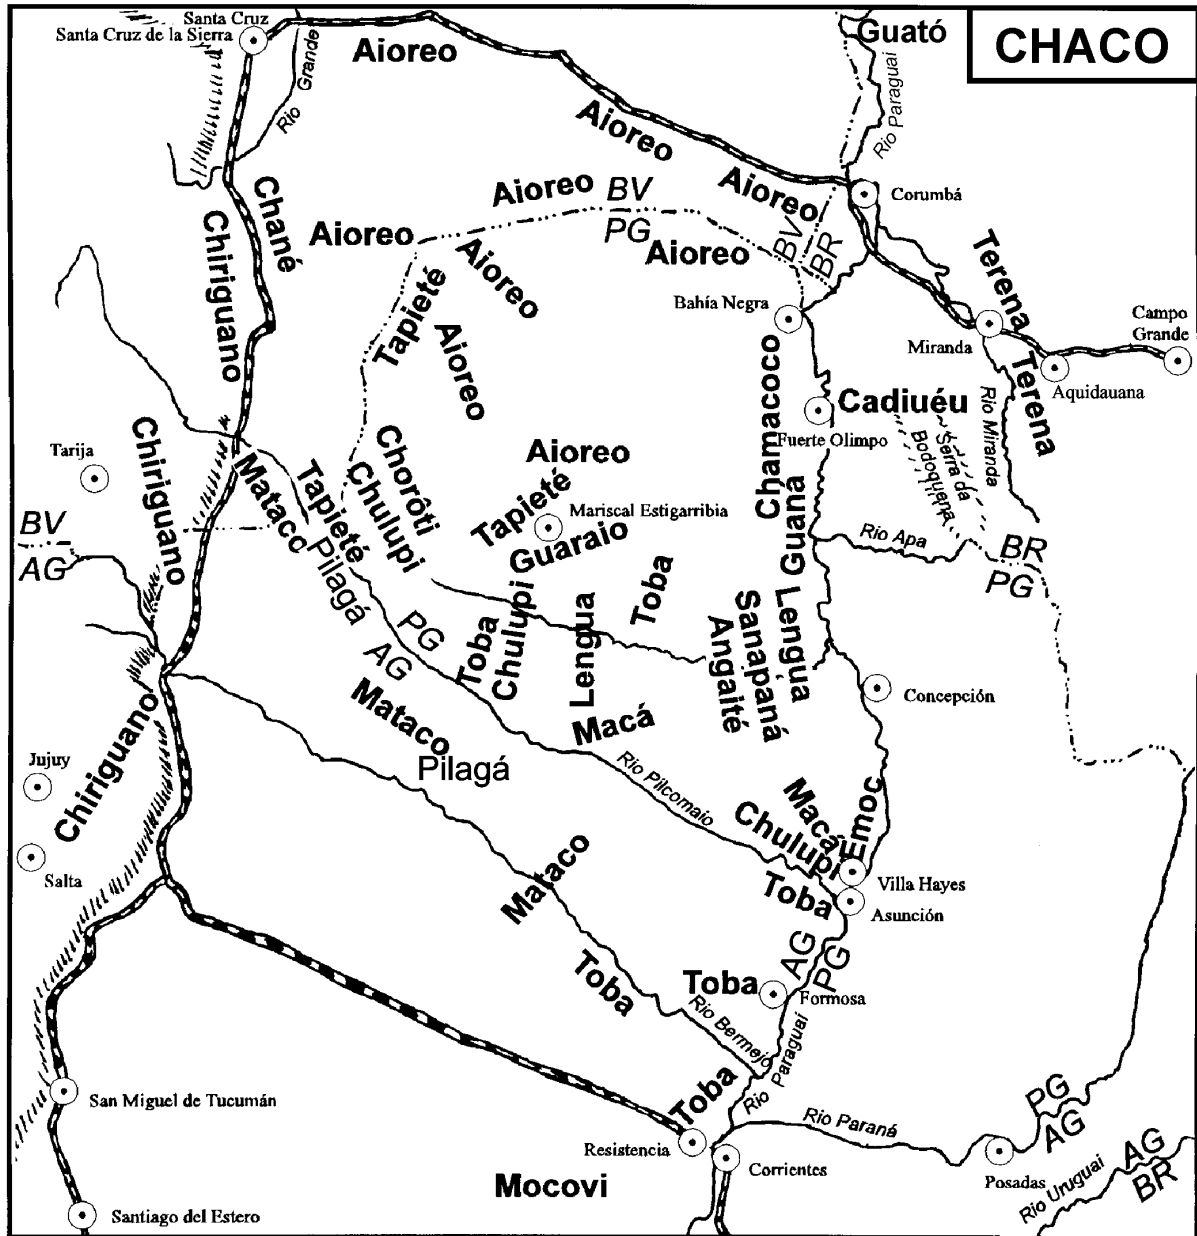 CHACO
Santa Cruz
Santa Cruz de la Sierra
Rio Grande
Aioreo
Guató
Rio Paraguai
Aioreo
Aioreo
Corumbá
Aioreo
BV
PG
BV
BR
Chané
Chiriguano
Aioreo
Aioreo
Aioreo
Terena
Tapieté
Bahía Negra
Miranda
Campo
Grande
Aioreo
Terena
Aquidauana
Chamacoco
Cadiuéu
Fuerte Olimpo
Rio Miranda
Serra da
Bodoquena
Tarija
Chiriguano
Mataco
Tapieté
Chorôti
Chulupi
Aioreo
Tapieté
Mariscal Estigarribia
Guaraio
Guaná
Rio Apa
BR
PG
BV
AG
Pilagá
PG
AG
Toba
Chulupi
Lengua
Toba
Angaité
Sanapaná
Lengua
Concepción
Chiriguano
Mataco
Pilagá
Macá
Rio Pilcomaio
Jujuy
Salta
Macá
Chulupi
Emoc
Villa Hayes
Toba
Asunción
Mataco
AG
PG
Toba
Toba
Formosa
Rio Bermejo
Rio Paraguai
San Miguel de Tucumán
Toba
Resistencia
Rio Paraná
PG
AG
Corrientes
Posadas
AG
BR
Rio Uruguai
Mocovi
Santiago del Estero